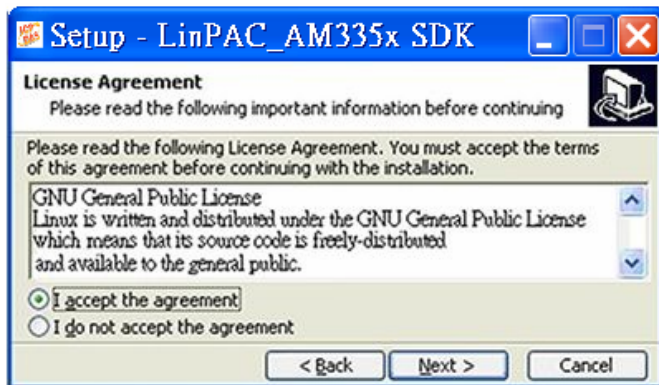 Setup - LinPAC_AM335x SDK
License Agreement
Please read the following important information before continuing
Please read the following License Agreement. You must accept the terms
of this agreement before continuing with the installation.
GNU General Public License
Linux is written and distributed under the GNU General Public License
which means that its source code is freely-distributed
and available to the general public.
I accept the agreement
I do not accept the agreement
< Back Next > Cancel